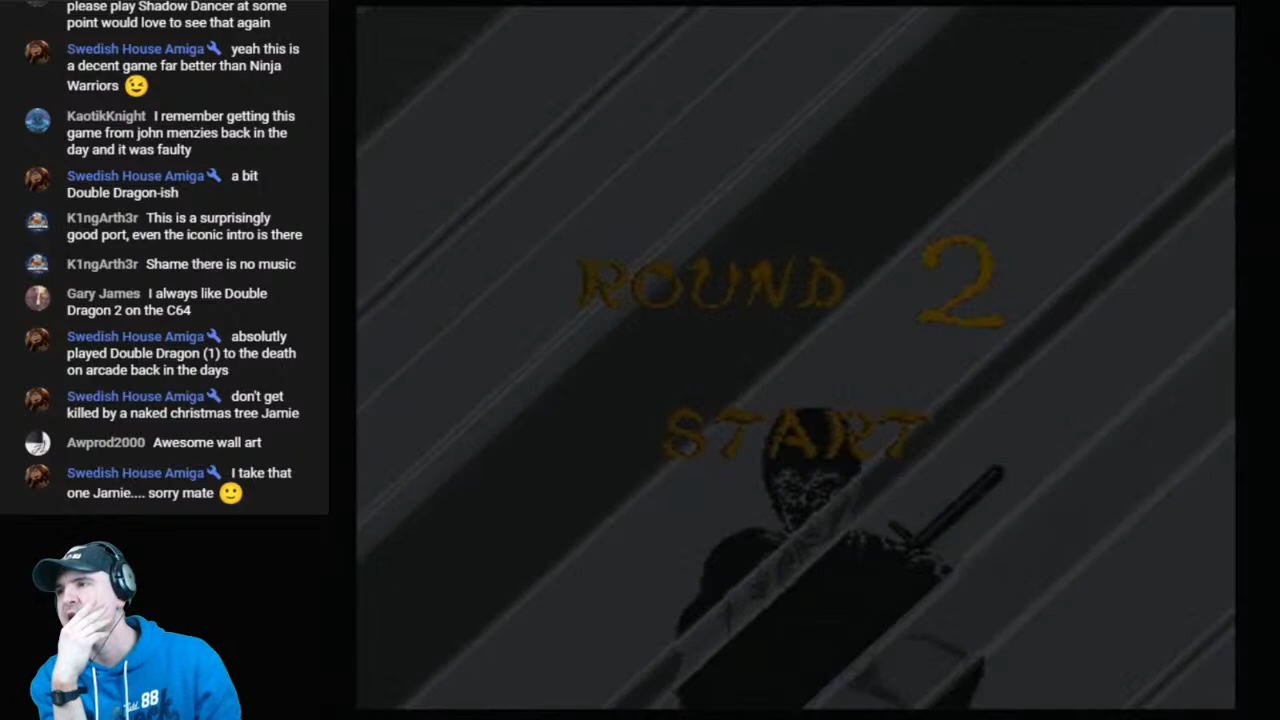 please play Shadow Dancer at some
point would love to see that again
Swedish House Amiga yeah this is
a decent game far better than Ninja
Warriors
KaotikKnight I remember getting this
game from john menzies back in the
day and it was faulty
Swedish House Amiga a bit
Double Dragon-ish
K1ngArth3r This is a surprisingly
good port, even the iconic intro is there
K1ngArth3r Shame there is no music
Gary James I always like Double
Dragon 2 on the C64
Swedish House Amiga absolutly
played Double Dragon (1) to the death
on arcade back in the days
Swedish House Amiga don't get
killed by a naked christmas tree Jamie
Awprod2000 Awesome wall art
Swedish House Amiga I take that
one Jamie.... sorry mate
ROUND 2
START
88